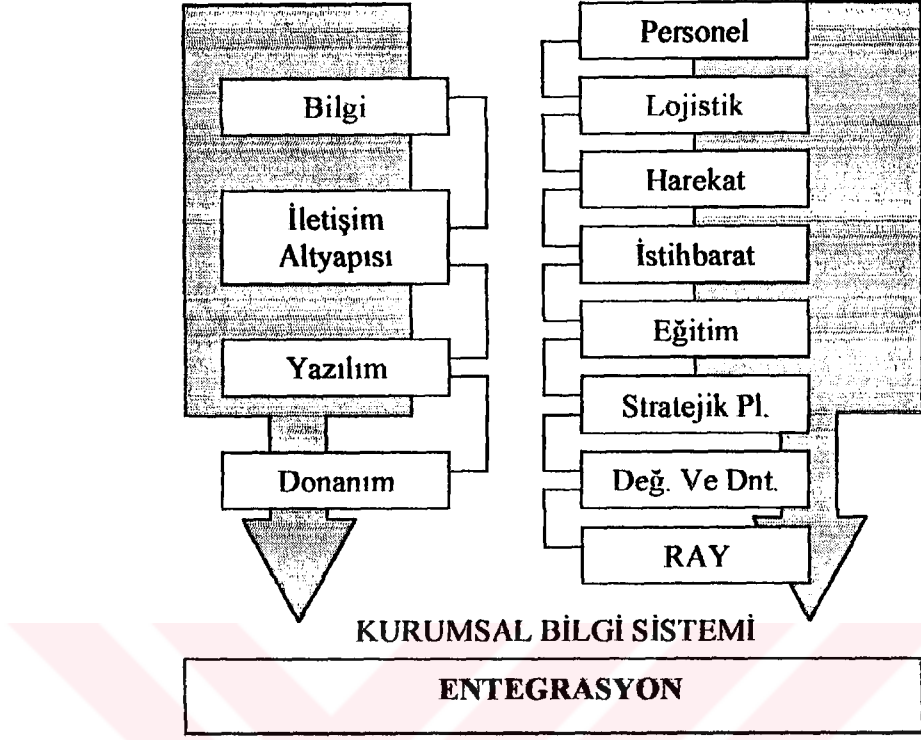 Bilgi
İletişim
Altyapısı
Yazılım
Donanım
Personel
Lojistik
Harekat
İstihbarat
Eğitim
Stratejik Pl.
Değ. Ve Dnt.
RAY
KURUMSAL BİLGİ SİSTEMİ
ENTEGRASYON